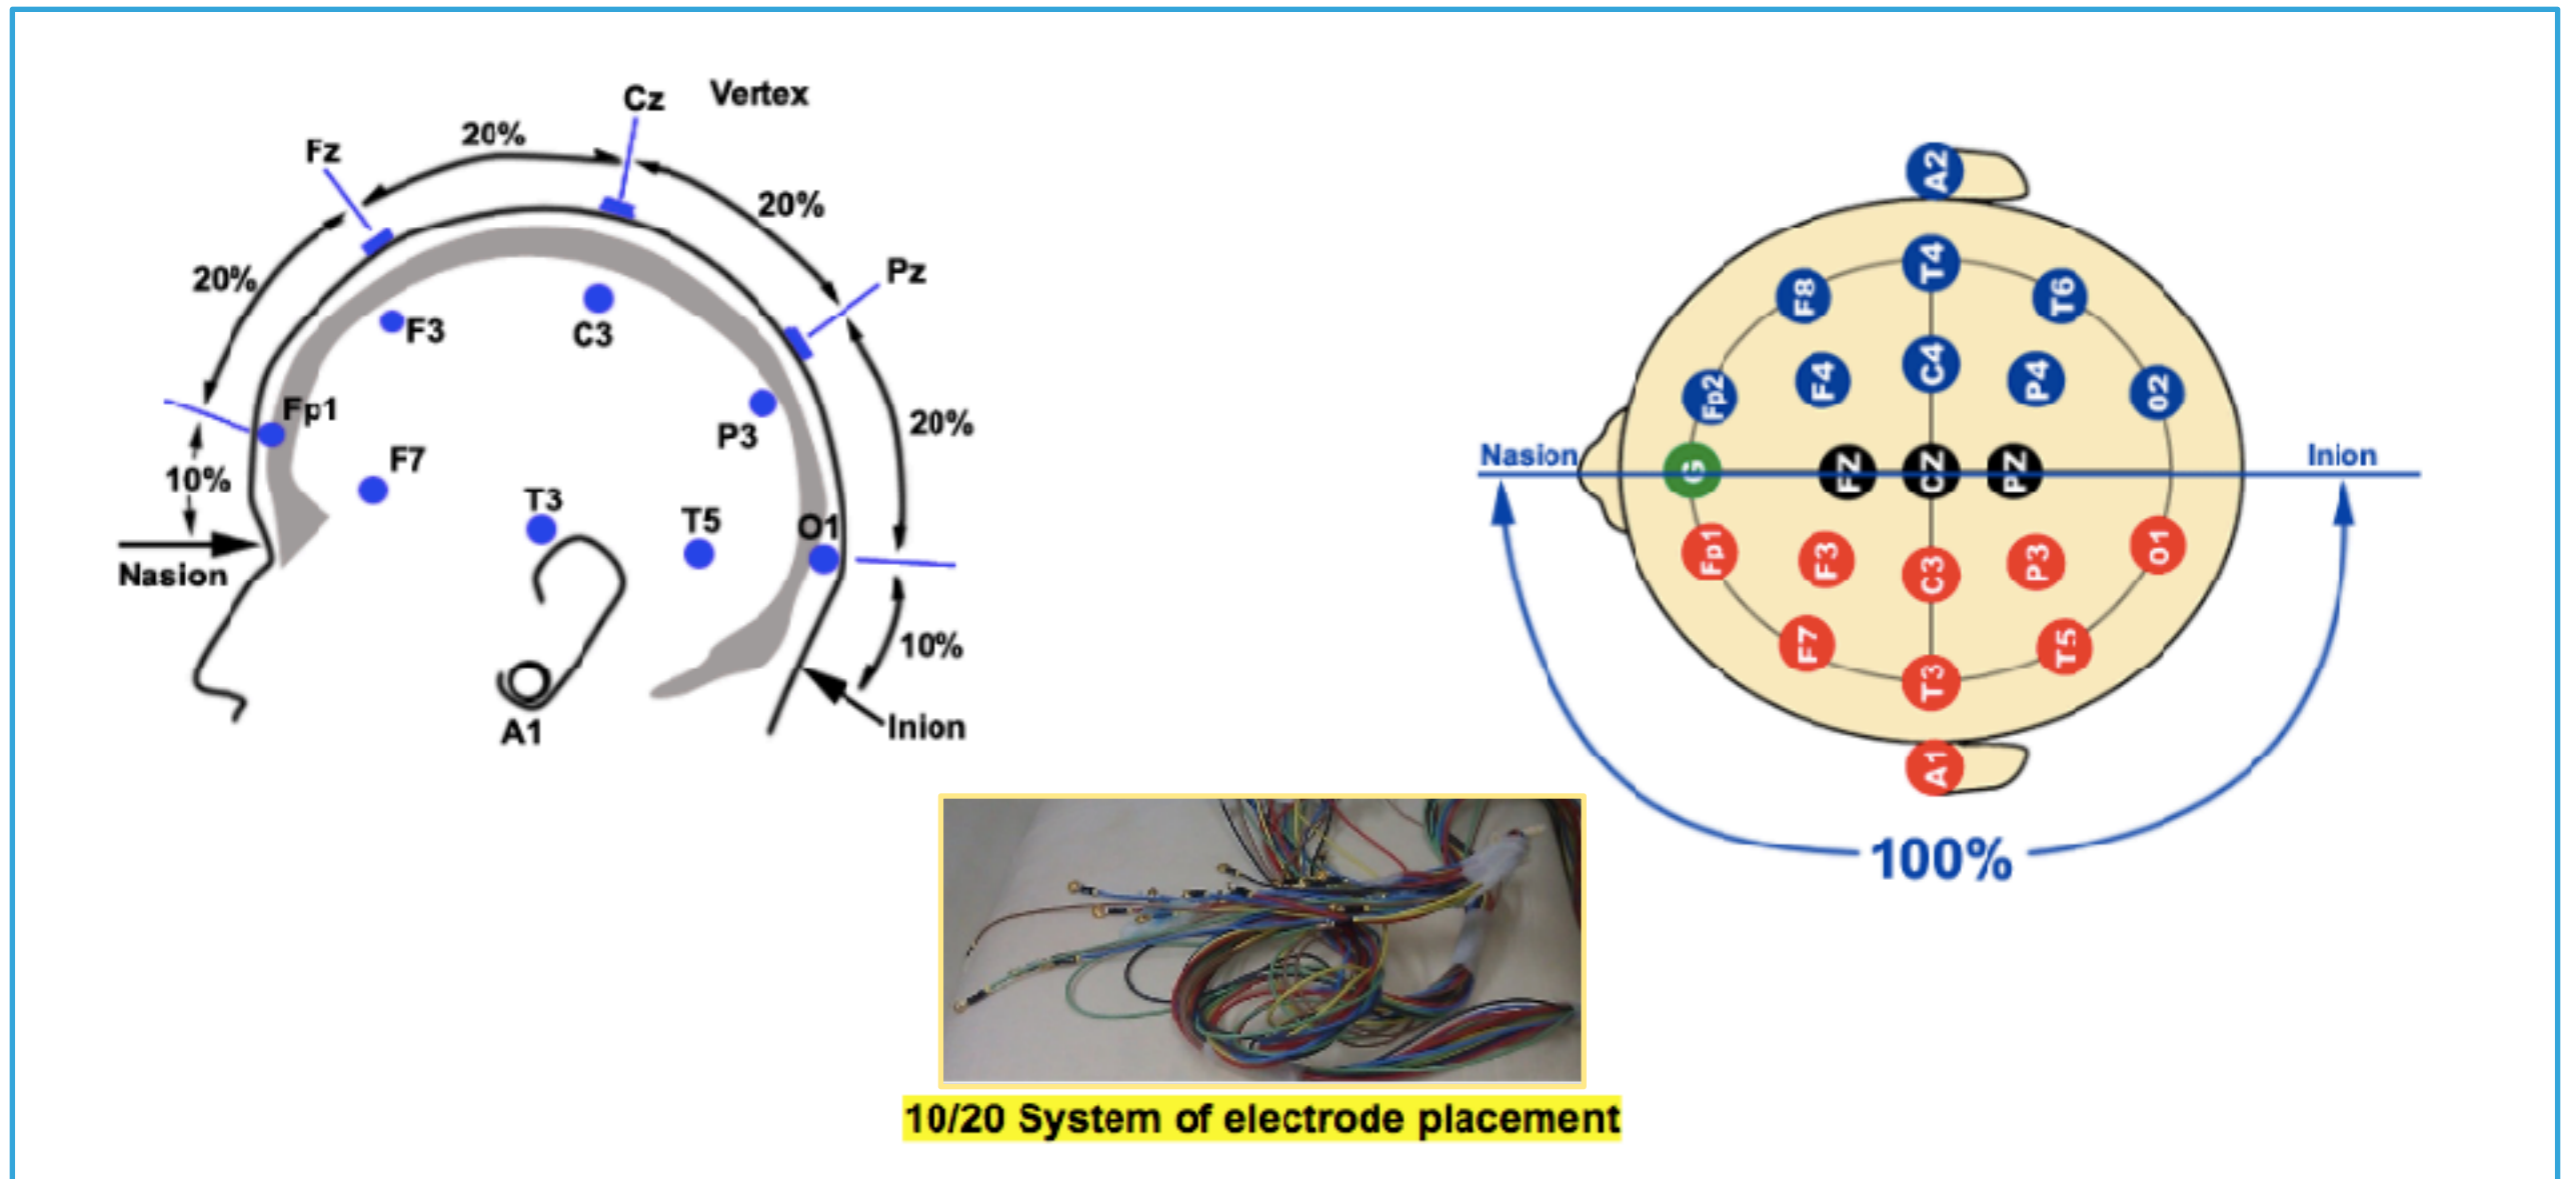 Cz
Vertex
20%
Fz
20%
20%
Pz
20%
F3
C3
Fp1
P3
20%
F7
10%
T3
T5
O1
Nasion
10%
A1
Inion
A2
T4
F8
T6
Fp2
F4
C4
P4
02
Nasion
G
FZ
CZ
PZ
Inion
Fp1
F3
C3
P3
O1
F7
T3
T5
A1
100%
10/20 System of electrode placement